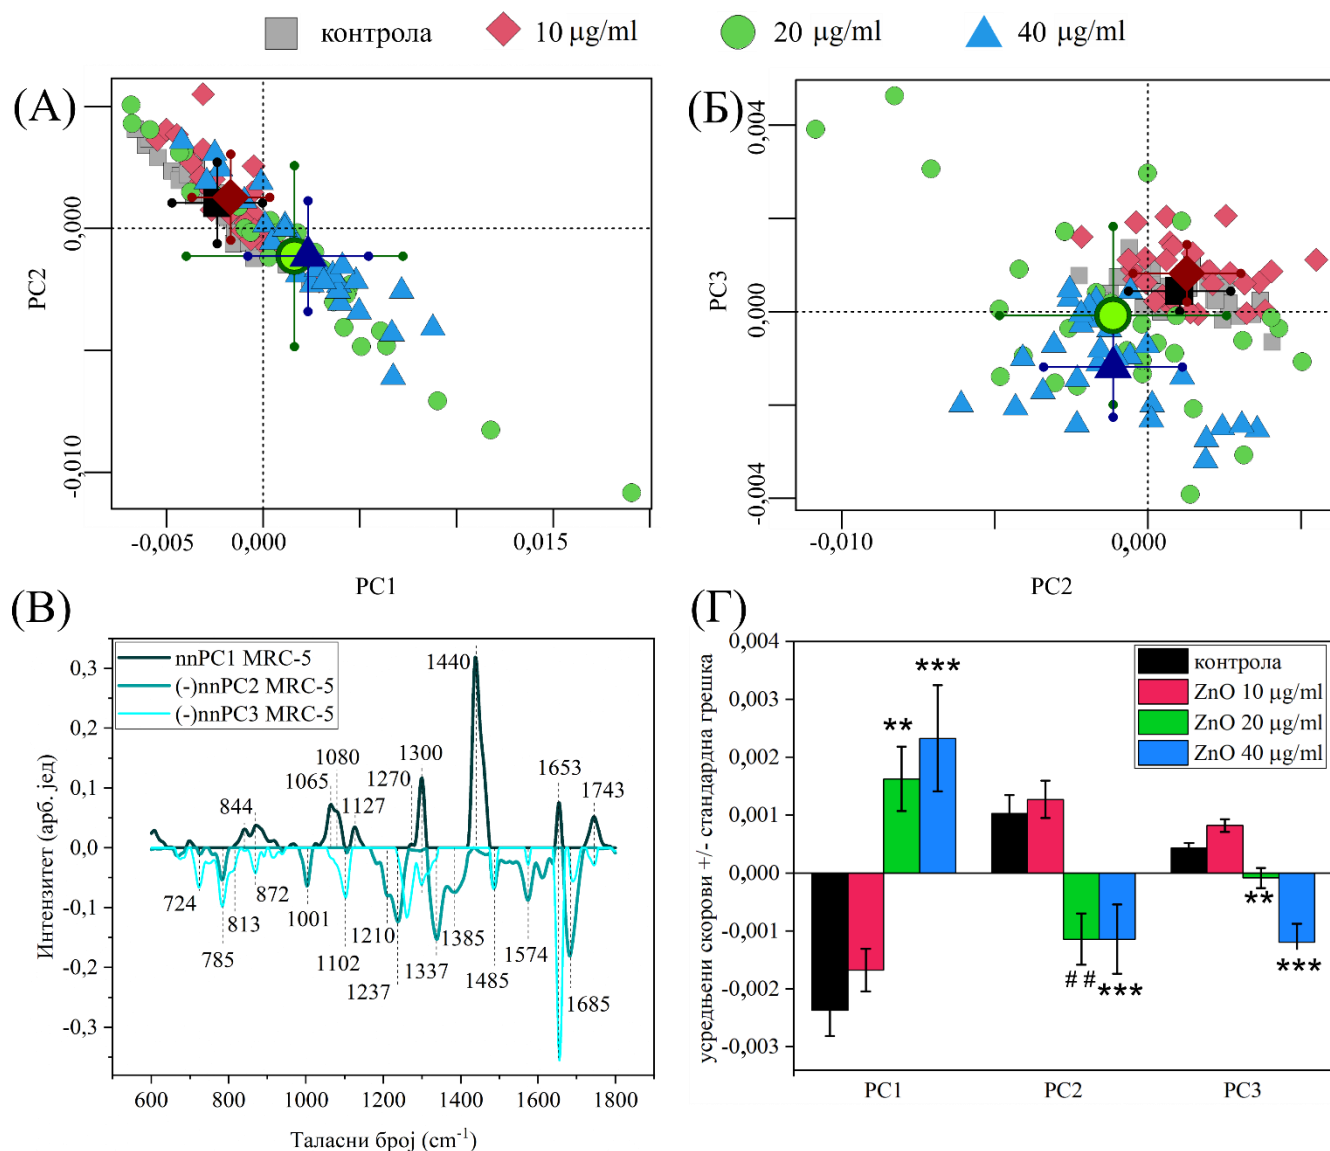 контрола 10 μg/ml 20 μg/ml 40 μg/ml
(А)
PC2
0,000
-0,010
-0,005 0,000 0,015
PC1
(Б)
PC3
0,004
0,000
-0,004
-0,010 0,000
PC2
(В)
Интензитет (арб. јед)
0,3
0,2
0,1
0,0
-0,1
-0,2
-0,3
nnPC1 MRC-5
(-)nnPC2 MRC-5
(-)nnPC3 MRC-5
1440
1300
1080
1270
1065
1127
844
1653
1743
724
813
785
872
1001
1102
1210
1237
1337
1385
1485
1574
1685
600 800 1000 1200 1400 1600 1800
Таласни број (cm⁻¹)
(Г)
усредњени скорови +/- стандардна грешка
0,004
0,003
0,002
0,001
0,000
-0,001
-0,002
-0,003
контрола
ZnO 10 μg/ml
ZnO 20 μg/ml
ZnO 40 μg/ml
** ***
## ***
** ***
PC1 PC2 PC3